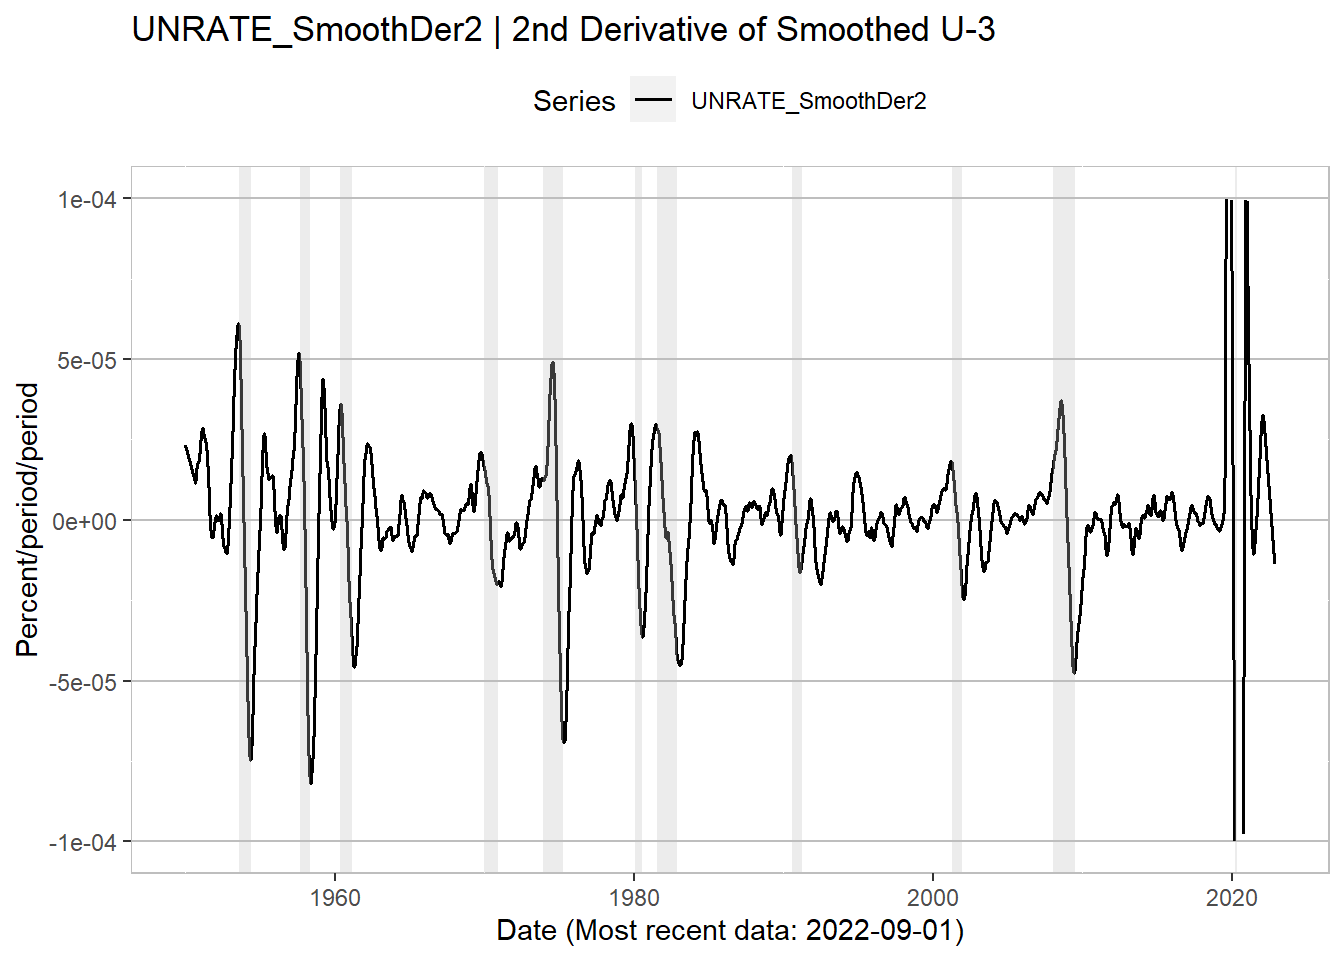 UNRATE_SmoothDer2 | 2nd Derivative of Smoothed U-3
Series UNRATE_SmoothDer2
Percent/period/period
1e-04
5e-05
0e+00
-5e-05
-1e-04
1960 1980 2000 2020
Date (Most recent data: 2022-09-01)